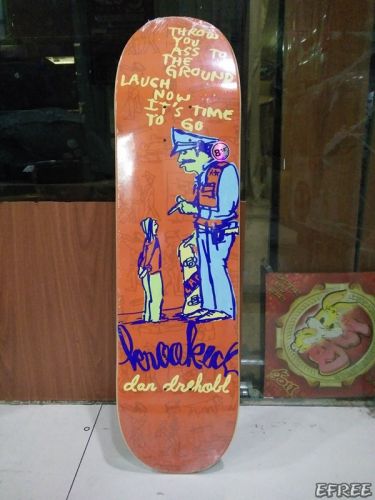 THROW
YOU
ASS TO
THE
GROUND
LAUGH
NOW
IT'S TIME
TO GO
krooked
dan drehobl
EFREE